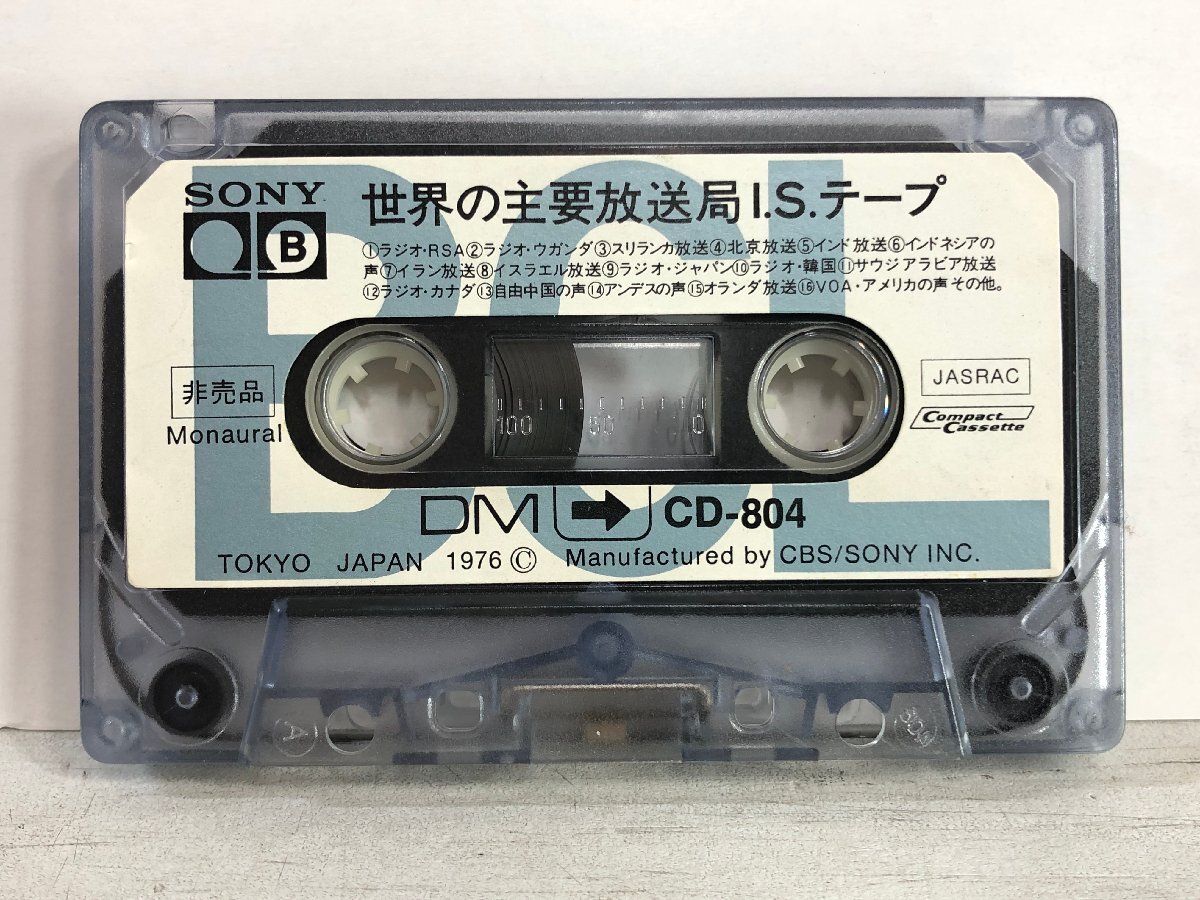 SONY
B
世界の主要放送局I.S.テープ
①ラジオ・RSA②ラジオ・ウガンダ③スリランカ放送④北京放送⑤インド放送⑥インドネシアの
声⑦イラン放送⑧イスラエル放送⑨ラジオ・ジャパン⑩ラジオ・韓国⑪サウジアラビア放送
⑫ラジオ・カナダ⑬自由中国の声⑭アンデスの声⑮オランダ放送⑯VOA・アメリカの声その他。
BCL
非売品
Monaural
100 50 0
JASRAC
Compact
Cassette
DM CD-804
TOKYO JAPAN 1976 © Manufactured by CBS/SONY INC.
A